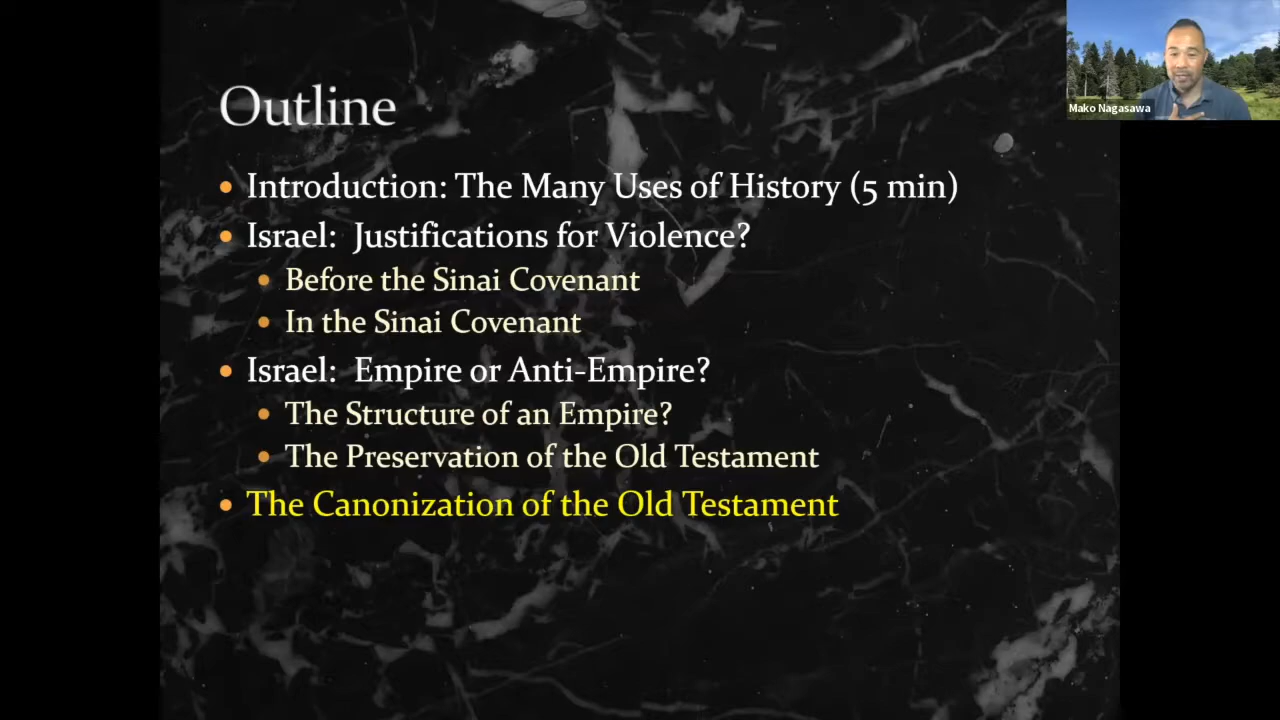 Outline
Introduction: The Many Uses of History (5 min)
Israel:  Justifications for Violence?
Before the Sinai Covenant
In the Sinai Covenant
Israel:  Empire or Anti-Empire?
The Structure of an Empire?
The Preservation of the Old Testament
The Canonization of the Old Testament
Mako Nagasawa